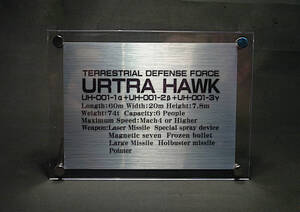 TERRESTRIAL DEFENSE FORCE
URTRA HAWK
UH-001-1α+UH-001-2β+UH-001-3γ
Length:60m Width:20m Height:7.8m
Weight:74t Capacity:6 People
Maximum Speed:Mach4 or Higher
Weapon:Laser Missile Special spray device
Magnetic seven Frozen bullet
Large Missile Holbuster missile
Pointer